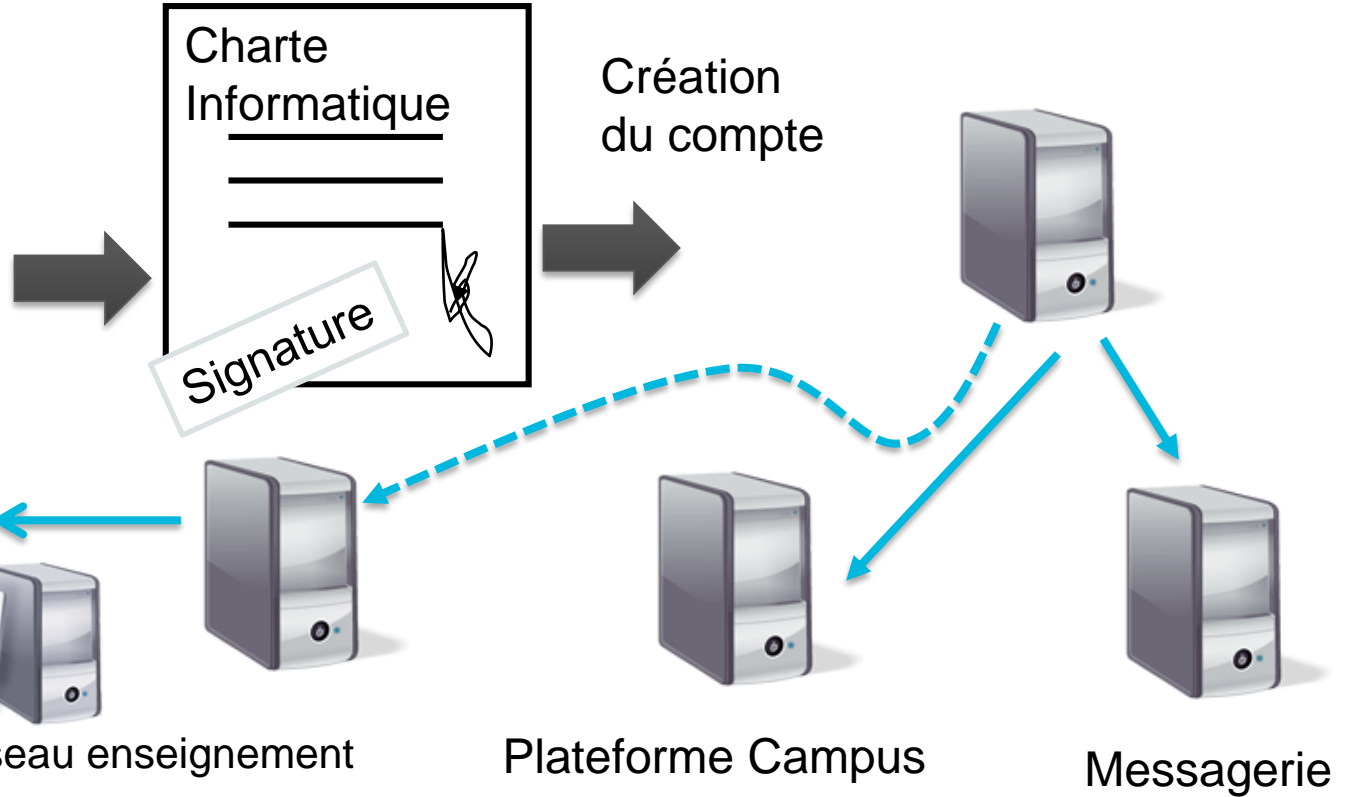 Charte
Informatique
Création
du compte
Signature
seau enseignement
Plateforme Campus
Messagerie